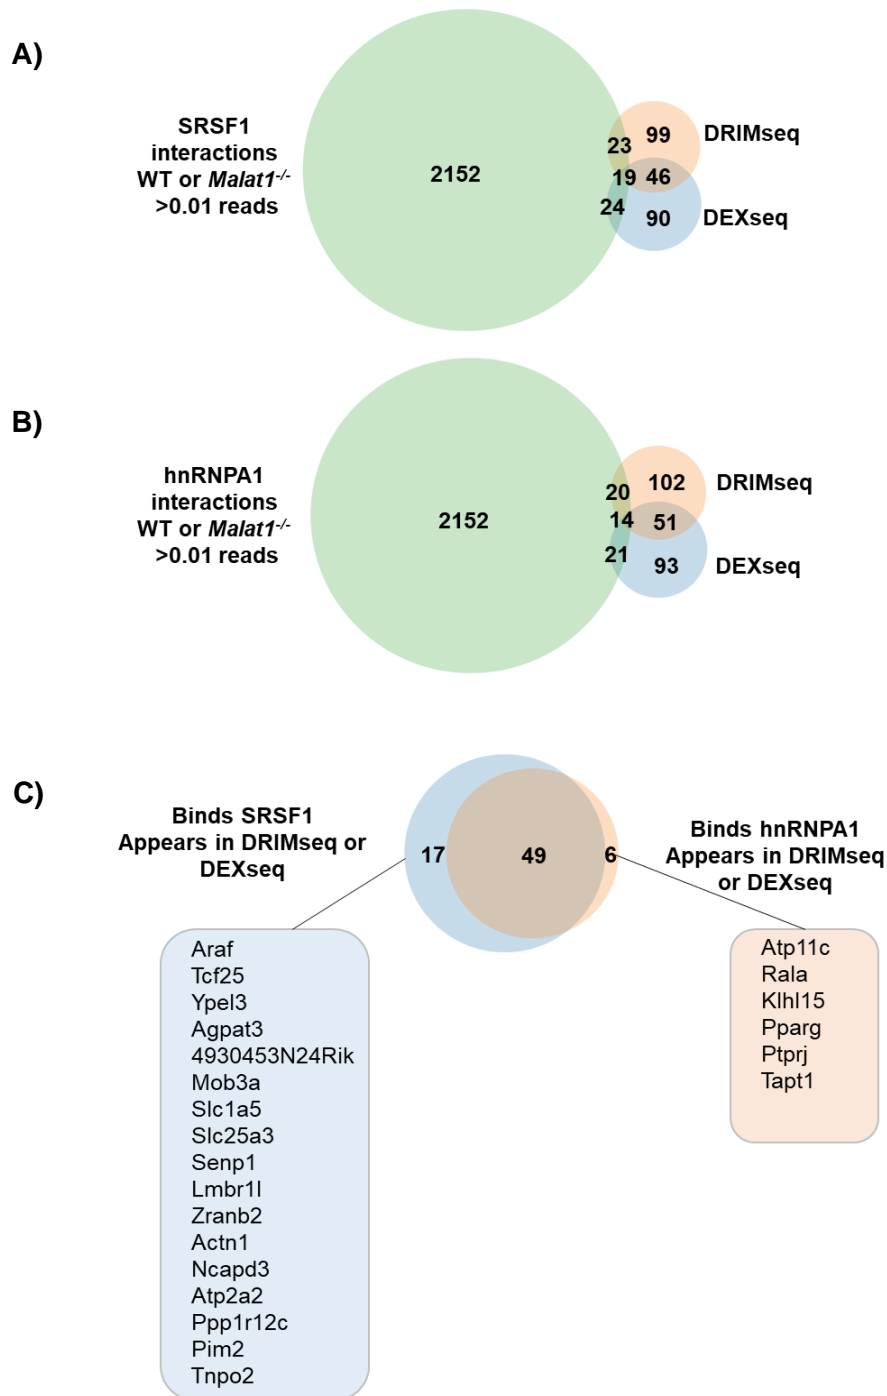 A)
SRSF1
interactions
WT or Malat1-/-
>0.01 reads
2152
23
99
DRIMseq
19
46
24
90
DEXseq
B)
hnRNPA1
interactions
WT or Malat1-/-
>0.01 reads
2152
20
102
DRIMseq
14
51
21
93
DEXseq
C)
Binds SRSF1
Appears in DRIMseq or
DEXseq
17
49
6
Binds hnRNPA1
Appears in DRIMseq
or DEXseq
Araf
Tcf25
Ypel3
Agpat3
4930453N24Rik
Mob3a
Slc1a5
Slc25a3
Senp1
Lmbr1l
Zranb2
Actn1
Ncapd3
Atp2a2
Ppp1r12c
Pim2
Tnpo2
Atp11c
Rala
Klhl15
Pparg
Ptprj
Tapt1